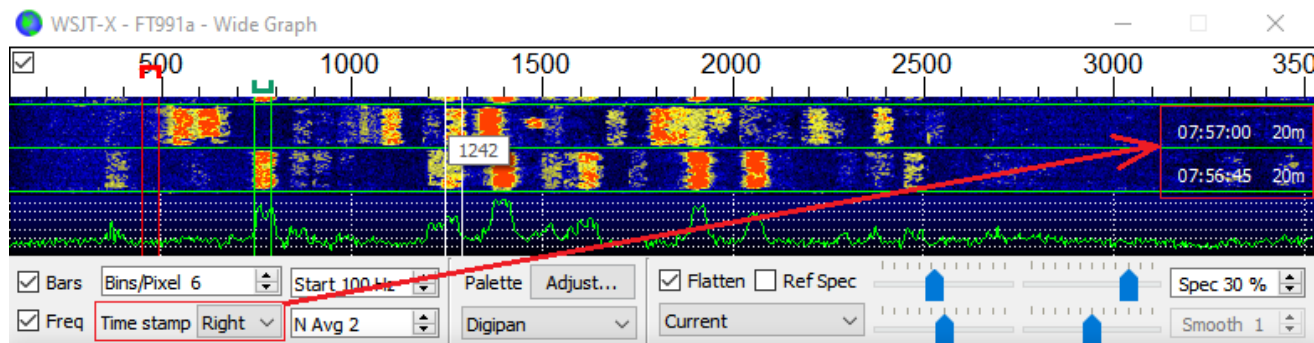 WSJT-X - FT991a - Wide Graph
500 1000 1500 2000 2500 3000 350
07:57:00 20m
1242
07:56:45 20m
Bars Bins/Pixel 6 Start 100 Hz Palette Adjust... Flatten Ref Spec Spec 30 %
Freq Time stamp Right N Avg 2 Digipan Current Smooth 1